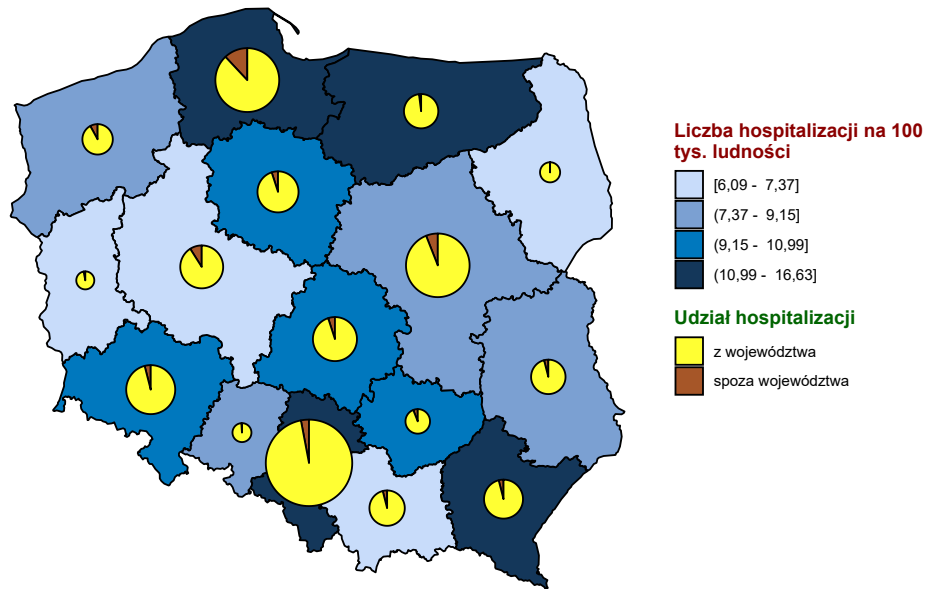 Liczba hospitalizacji na 100
tys. ludności
[6,09 - 7,37]
(7,37 - 9,15]
(9,15 - 10,99]
(10,99 - 16,63]
Udział hospitalizacji
z województwa
spoza województwa